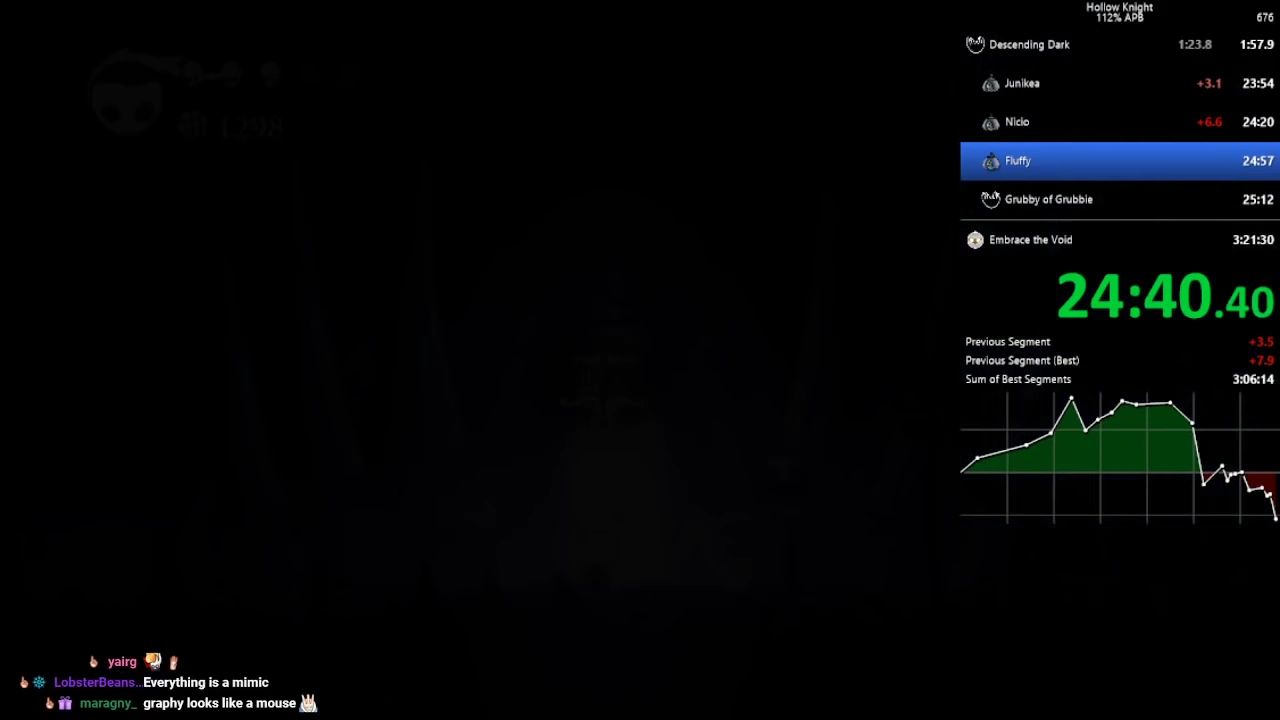 Hollow Knight
112% APB 676
Descending Dark 1:23.8 1:57.9
Junikea +3.1 23:54
Nicio +6.6 24:20
Fluffy 24:57
Grubby of Grubbie 25:12
Embrace the Void 3:21:30
24:40.40
Previous Segment +3.5
Previous Segment (Best) +7.9
Sum of Best Segments 3:06:14
1298
yairg
LobsterBeans.. Everything is a mimic
maragny_ graphy looks like a mouse